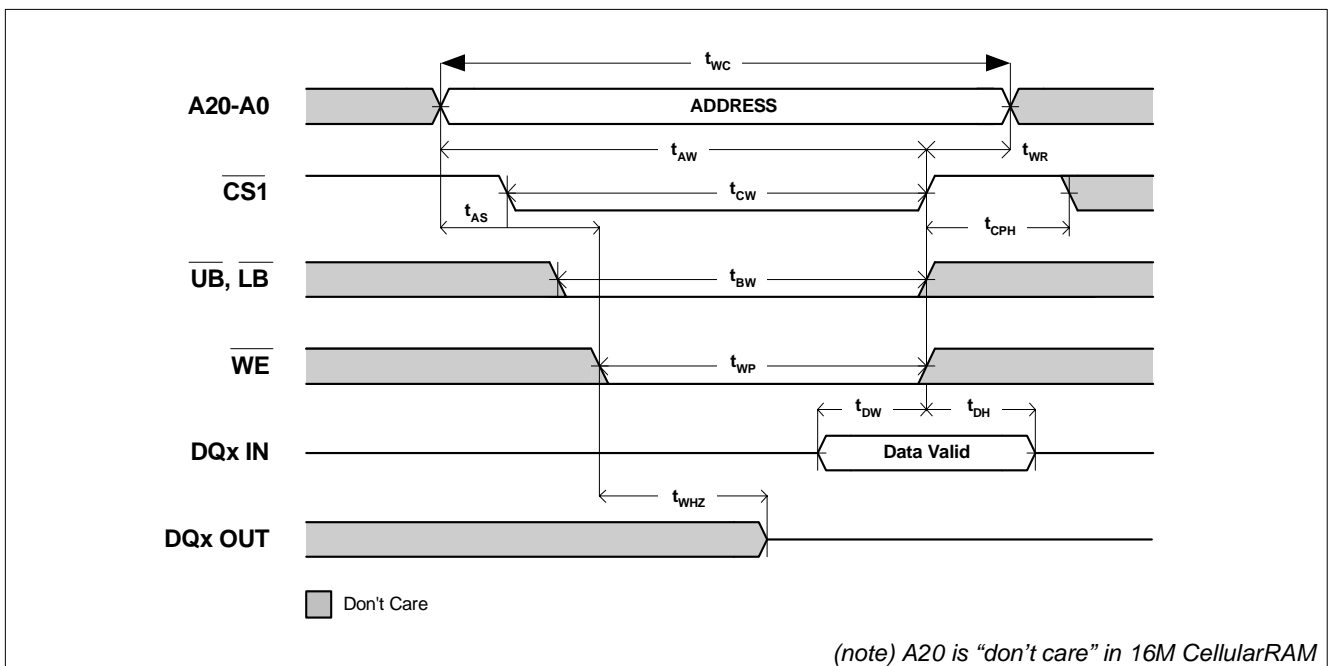 tWC
A20-A0
ADDRESS
tAW
tWR
CS1
tCW
tAS
tCPH
UB, LB
tBW
WE
tWP
tDW
tDH
DQx IN
Data Valid
tWHZ
DQx OUT
Don't Care
(note) A20 is “don’t care” in 16M CellularRAM